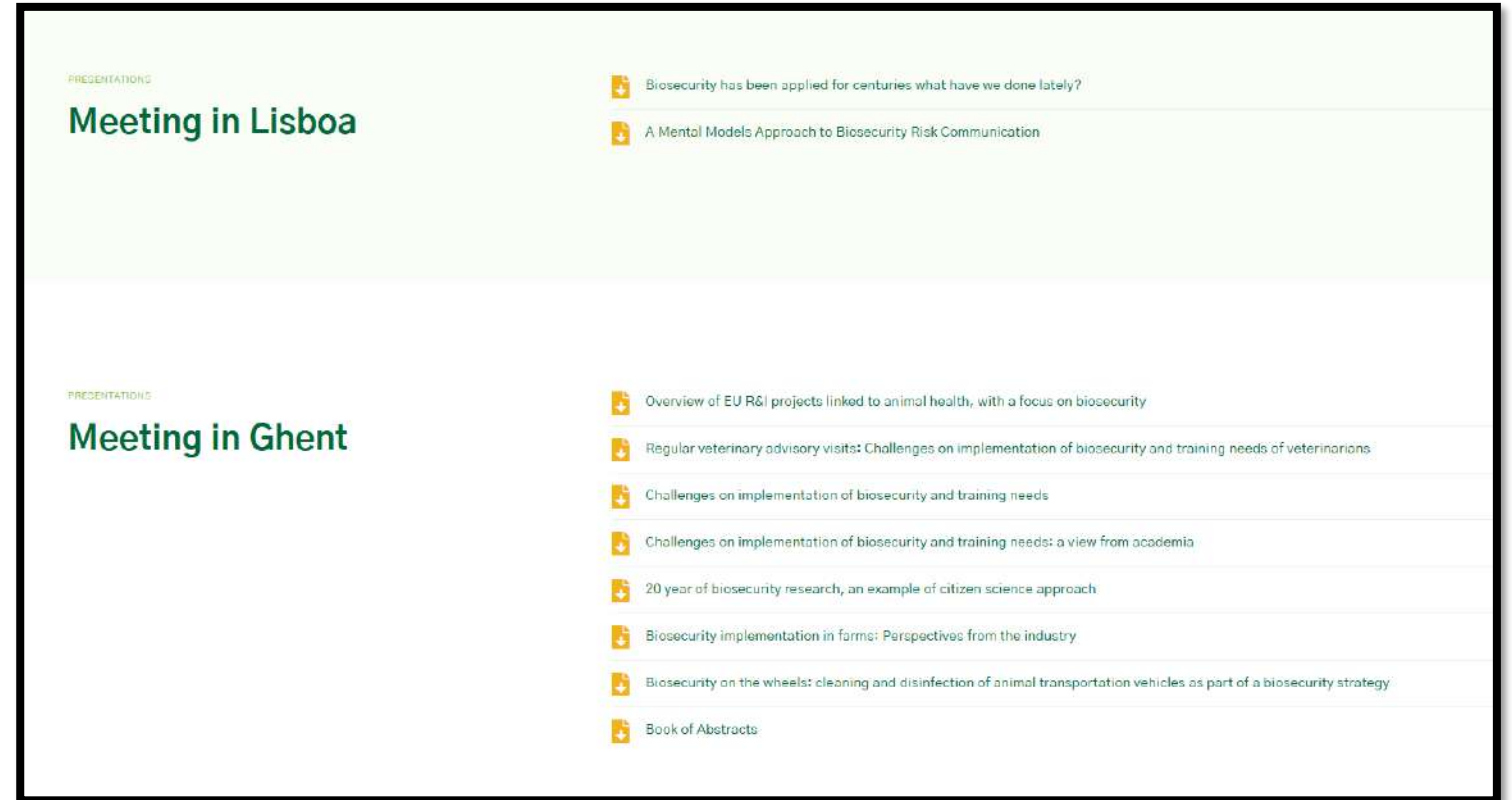 PRESENTATIONS
Meeting in Lisboa
Biosecurity has been applied for centuries what have we done lately?
A Mental Models Approach to Biosecurity Risk Communication
PRESENTATIONS
Meeting in Ghent
Overview of EU R&I projects linked to animal health, with a focus on biosecurity
Regular veterinary advisory visits: Challenges on implementation of biosecurity and training needs of veterinarians
Challenges on implementation of biosecurity and training needs
Challenges on implementation of biosecurity and training needs: a view from academia
20 year of biosecurity research, an example of citizen science approach
Biosecurity implementation in farms: Perspectives from the industry
Biosecurity on the wheels: cleaning and disinfection of animal transportation vehicles as part of a biosecurity strategy
Book of Abstracts